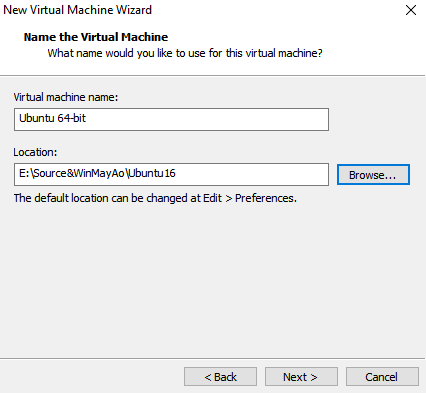 New Virtual Machine Wizard
Name the Virtual Machine
What name would you like to use for this virtual machine?
Virtual machine name:
Ubuntu 64-bit
Location:
E:\Source&WinMayAo\Ubuntu16
Browse...
The default location can be changed at Edit > Preferences.
< Back
Next >
Cancel